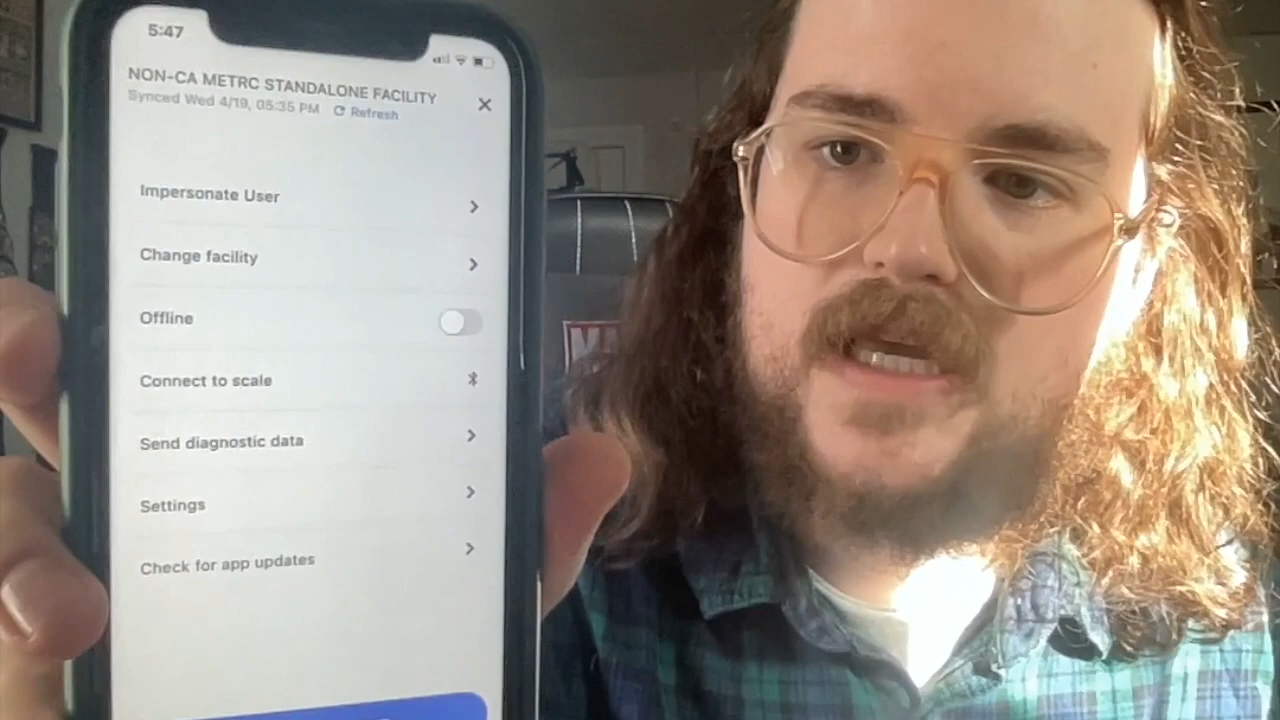 5:47
NON-CA METRC STANDALONE FACILITY
Synced Wed 4/19, 05:35 PM Refresh
Impersonate User
Change facility
Offline
Connect to scale
Send diagnostic data
Settings
Check for app updates